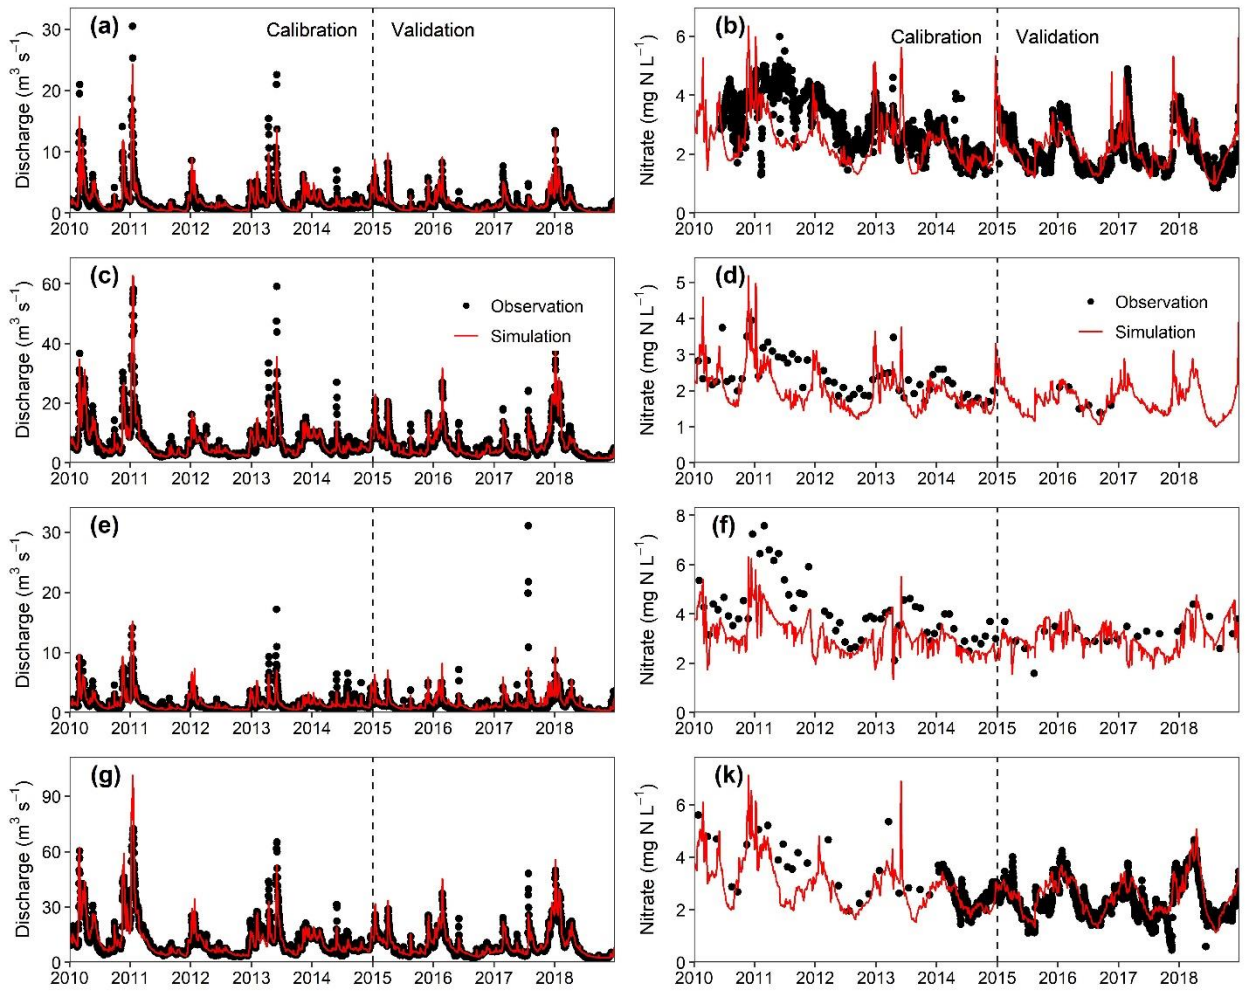 (a) Calibration Validation
Discharge (m³ s⁻¹)
30
20
10
0
2010 2011 2012 2013 2014 2015 2016 2017 2018
(b) Calibration Validation
Nitrate (mg N L⁻¹)
6
4
2
0
2010 2011 2012 2013 2014 2015 2016 2017 2018
(c)
Observation
Simulation
Discharge (m³ s⁻¹)
60
40
20
0
2010 2011 2012 2013 2014 2015 2016 2017 2018
(d)
Observation
Simulation
Nitrate (mg N L⁻¹)
5
4
3
2
1
0
2010 2011 2012 2013 2014 2015 2016 2017 2018
(e)
Discharge (m³ s⁻¹)
30
20
10
0
2010 2011 2012 2013 2014 2015 2016 2017 2018
(f)
Nitrate (mg N L⁻¹)
8
6
4
2
0
2010 2011 2012 2013 2014 2015 2016 2017 2018
(g)
Discharge (m³ s⁻¹)
90
60
30
0
2010 2011 2012 2013 2014 2015 2016 2017 2018
(k)
Nitrate (mg N L⁻¹)
6
4
2
0
2010 2011 2012 2013 2014 2015 2016 2017 2018